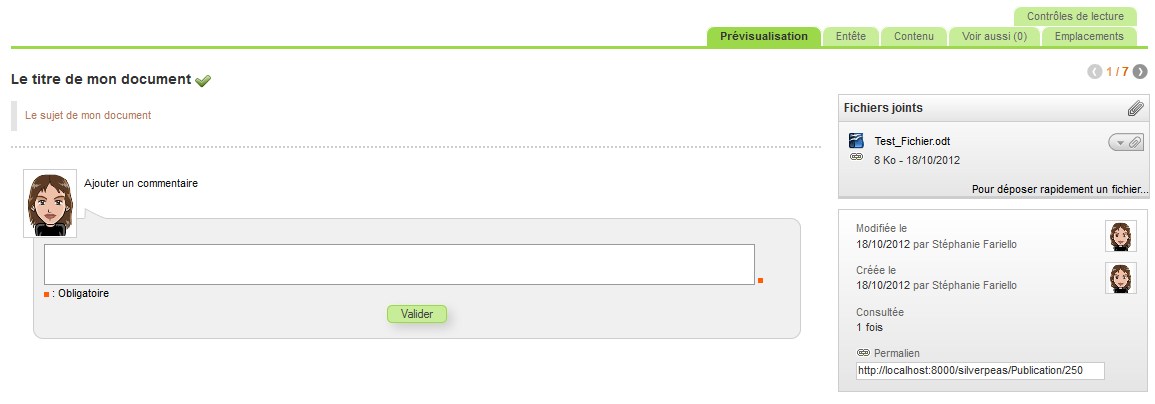 Contrôles de lecture
Prévisualisation Entête Contenu Voir aussi (0) Emplacements
1 / 7
Le titre de mon document
Le sujet de mon document
Ajouter un commentaire
: Obligatoire
Valider
Fichiers joints
Test_Fichier.odt
8 Ko - 18/10/2012
Pour déposer rapidement un fichier...
Modifiée le
18/10/2012 par Stéphanie Fariello
Créée le
18/10/2012 par Stéphanie Fariello
Consultée
1 fois
Permalien
http://localhost:8000/silverpeas/Publication/250